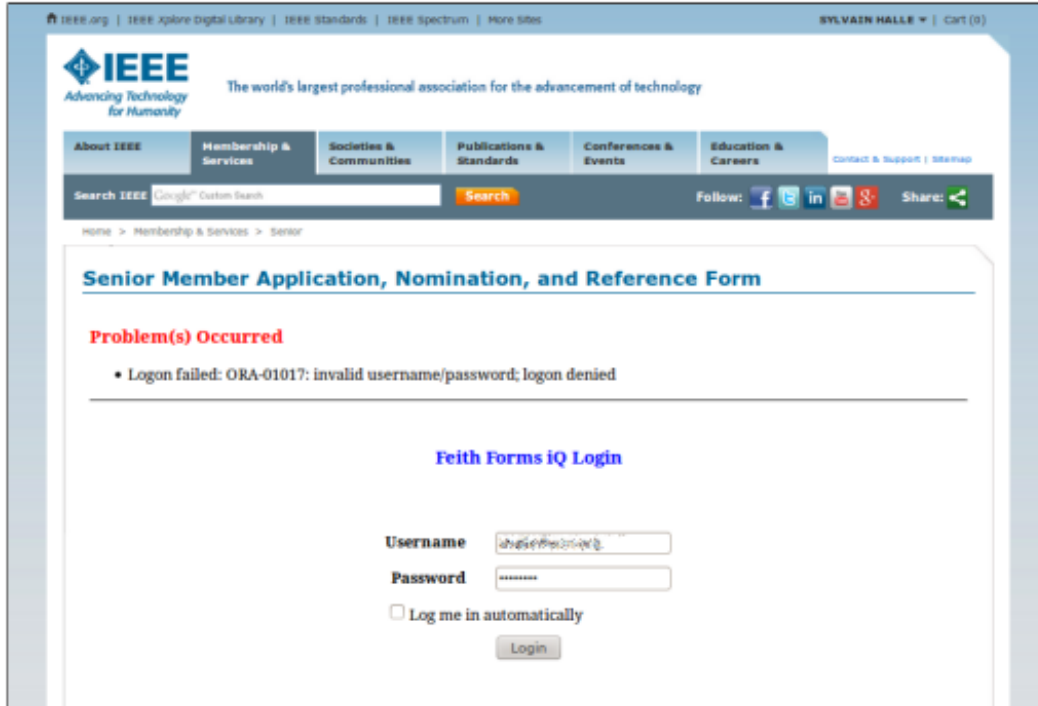 IEEE.org | IEEE Xplore Digital Library | IEEE Standards | IEEE Spectrum | More Sites
SYLVAIN HALLE | Cart (0)
IEEE
Advancing Technology
for Humanity
The world's largest professional association for the advancement of technology
About IEEE
Membership &
Services
Societies &
Communities
Publications &
Standards
Conferences &
Events
Education &
Careers
Contact & Support | Sitemap
Search IEEE Google™ Custom Search
Search
Follow: f in You Tube g+ Share:
Home > Membership & Services > Senior
Senior Member Application, Nomination, and Reference Form
Problem(s) Occurred
• Logon failed: ORA-01017: invalid username/password; logon denied
Feith Forms iQ Login
Username
Password ••••••••
Log me in automatically
Login